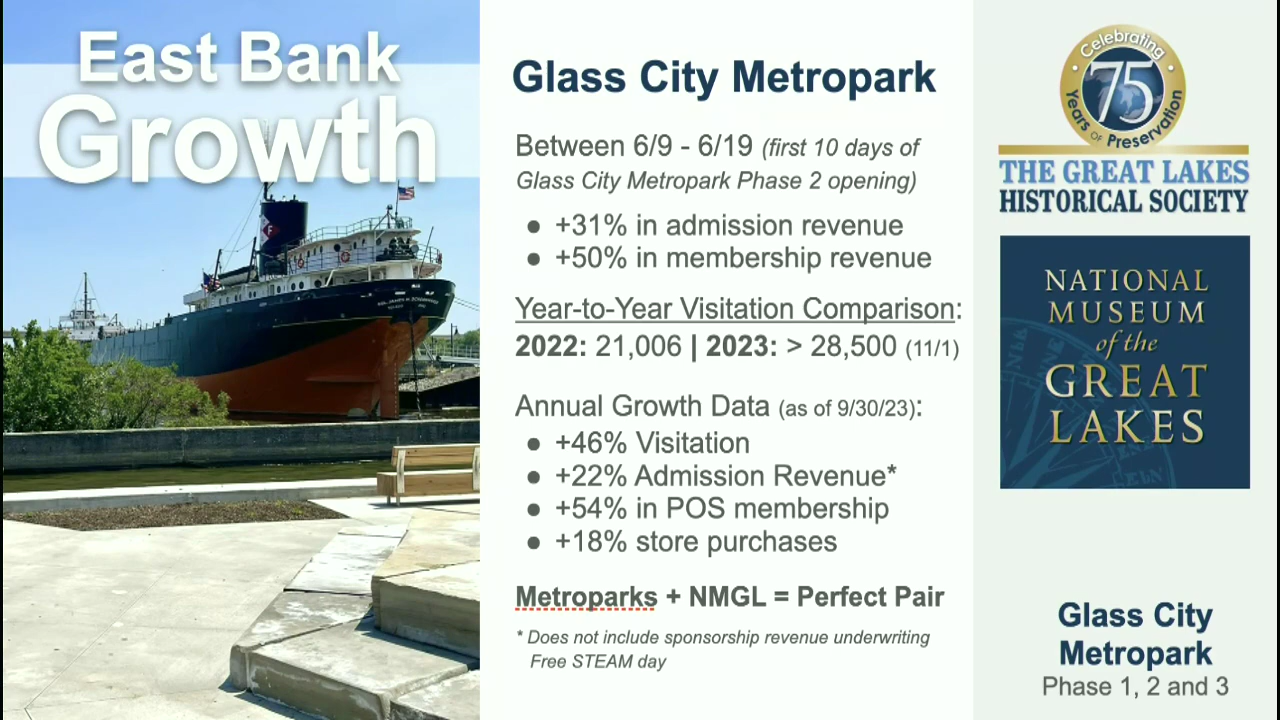 East Bank
Growth
Glass City Metropark
Between 6/9 - 6/19 (first 10 days of
Glass City Metropark Phase 2 opening)
● +31% in admission revenue
● +50% in membership revenue
Year-to-Year Visitation Comparison:
2022: 21,006 | 2023: > 28,500 (11/1)
Annual Growth Data (as of 9/30/23):
● +46% Visitation
● +22% Admission Revenue*
● +54% in POS membership
● +18% store purchases
Metroparks + NMGL = Perfect Pair
* Does not include sponsorship revenue underwriting
Free STEAM day
Celebrating
75
Years OF Preservation
THE GREAT LAKES
HISTORICAL SOCIETY
NATIONAL
MUSEUM
of the
GREAT
LAKES
Glass City
Metropark
Phase 1, 2 and 3
F